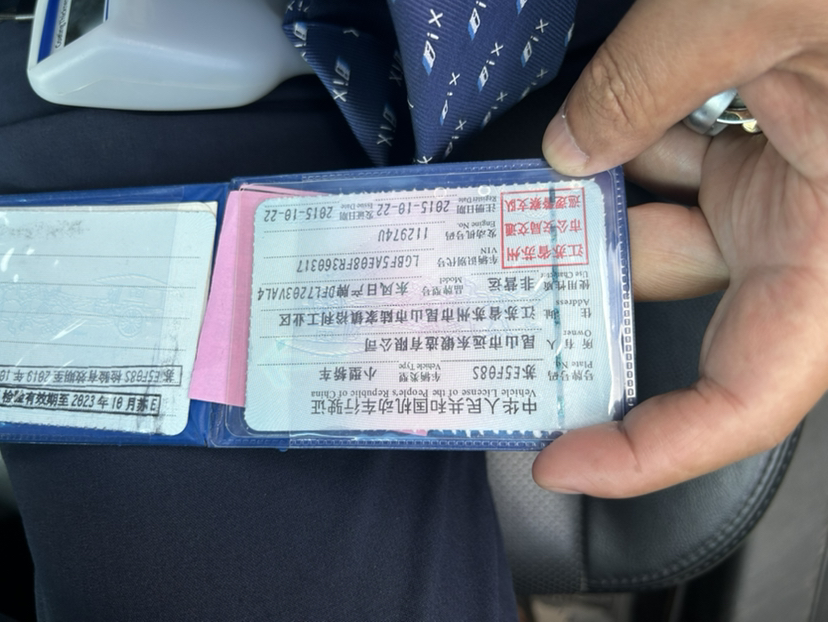 中华人民共和国机动车行驶证
Vehicle License of the People's Republic of China
号牌号码 苏E5F08S 车辆类型 小型轿车
Plate No. Vehicle Type
所有人 昆山市远东锻造有限公司
Owner
住址 江苏省苏州市昆山市陆家镇合利工业区
Address
使用性质 非营运 品牌型号 东风日产牌DFL7203VAL4
Use Character Model
江苏省苏州
市公安局交通
巡逻警察支队
车辆识别代号 LGBF5AE08FR360317
VIN
发动机号码 112974U
Engine No.
注册日期 2015-10-22 发证日期 2015-10-22
Register Date Issue Date
检验有效期至2023年10月苏E
苏E5F08S 检验有效期至2019年10